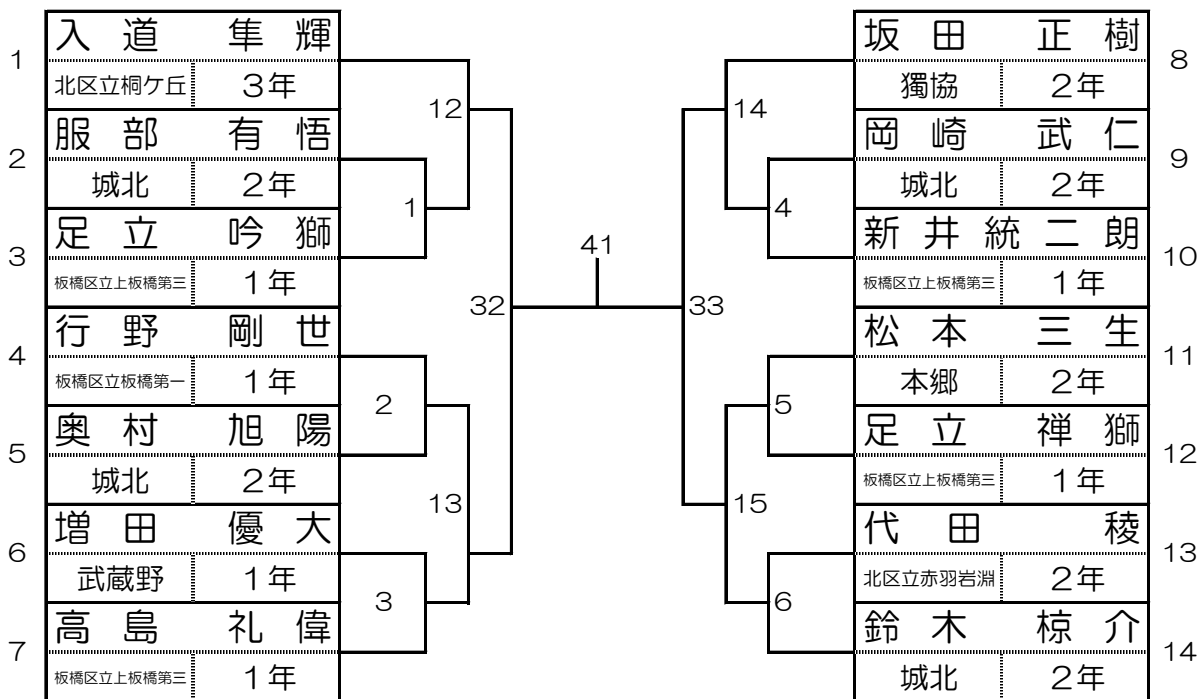 1
入道 隼輝
北区立桐ケ丘 3年
2
服部 有悟
城北 2年
3
足立 吟獅
板橋区立上板橋第三 1年
4
行野 剛世
板橋区立板橋第一 1年
5
奥村 旭陽
城北 2年
6
増田 優大
武蔵野 1年
7
高島 礼偉
板橋区立上板橋第三 1年
12
1
2
13
3
32
41
33
14
4
5
15
6
坂田 正樹
獨協 2年
8
岡崎 武仁
城北 2年
9
新井統二朗
板橋区立上板橋第三 1年
10
松本 三生
本郷 2年
11
足立 禅獅
板橋区立上板橋第三 1年
12
代田 稜
北区立赤羽岩淵 2年
13
鈴木 椋介
城北 2年
14